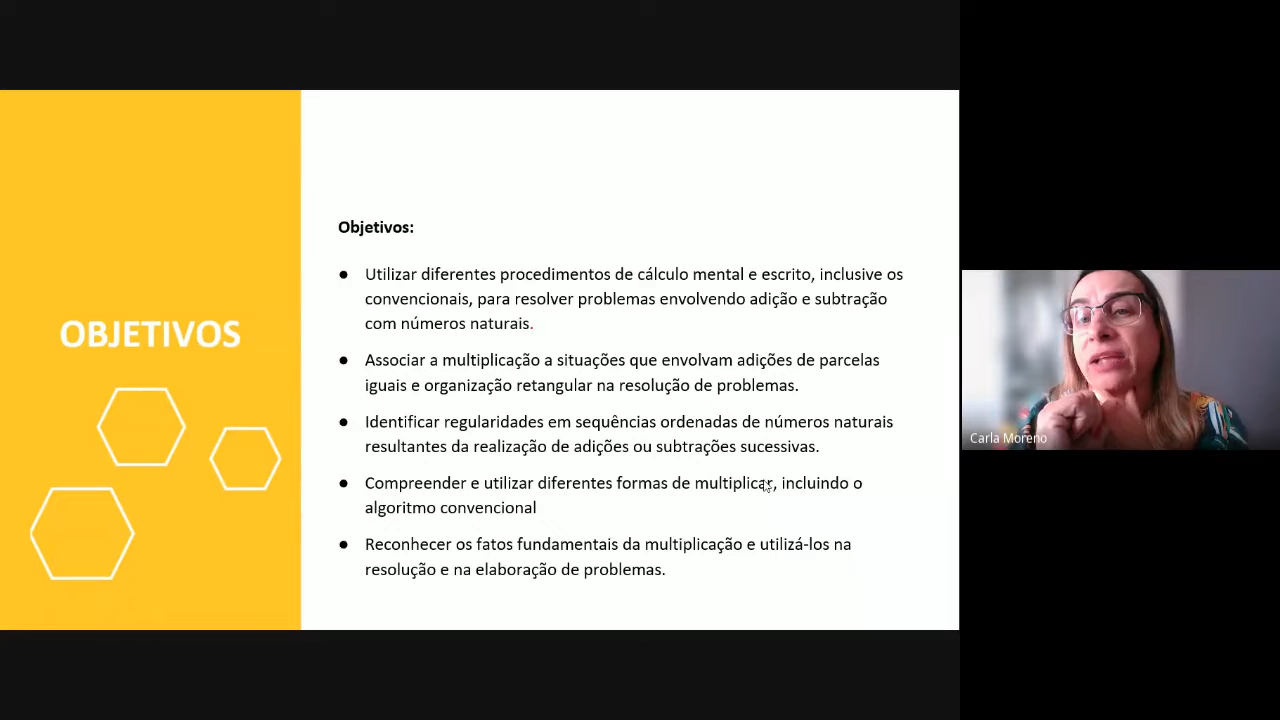 OBJETIVOS
Objetivos:
● Utilizar diferentes procedimentos de cálculo mental e escrito, inclusive os
convencionais, para resolver problemas envolvendo adição e subtração
com números naturais.
● Associar a multiplicação a situações que envolvam adições de parcelas
iguais e organização retangular na resolução de problemas.
● Identificar regularidades em sequências ordenadas de números naturais
resultantes da realização de adições ou subtrações sucessivas.
● Compreender e utilizar diferentes formas de multiplicar, incluindo o
algoritmo convencional
● Reconhecer os fatos fundamentais da multiplicação e utilizá-los na
resolução e na elaboração de problemas.
Carla Moreno